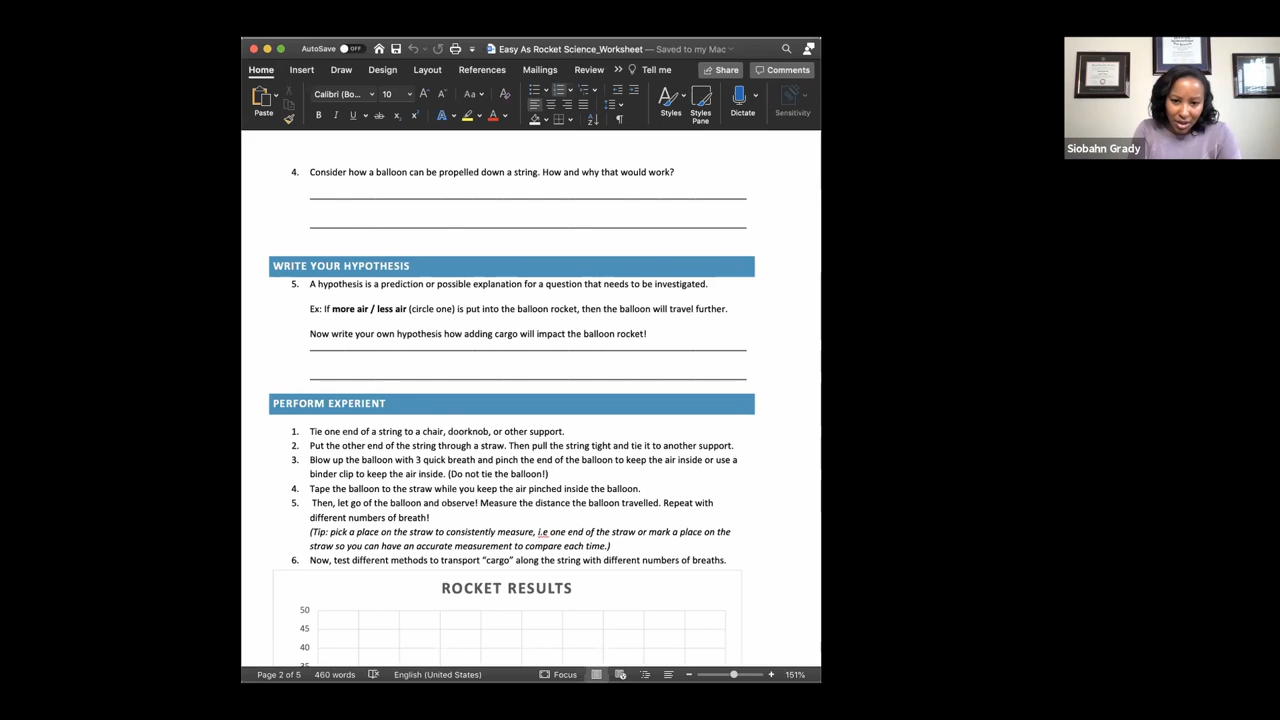 AutoSave OFF Easy As Rocket Science_Worksheet — Saved to my Mac
Home Insert Draw Design Layout References Mailings Review Tell me Share Comments
Calibri (Bo... 10
Paste Styles Styles Pane Dictate Sensitivity
Siobahn Grady
4. Consider how a balloon can be propelled down a string. How and why that would work?
WRITE YOUR HYPOTHESIS
5. A hypothesis is a prediction or possible explanation for a question that needs to be investigated.
Ex: If more air / less air (circle one) is put into the balloon rocket, then the balloon will travel further.
Now write your own hypothesis how adding cargo will impact the balloon rocket!
PERFORM EXPERIENT
1. Tie one end of a string to a chair, doorknob, or other support.
2. Put the other end of the string through a straw. Then pull the string tight and tie it to another support.
3. Blow up the balloon with 3 quick breath and pinch the end of the balloon to keep the air inside or use a
binder clip to keep the air inside. (Do not tie the balloon!)
4. Tape the balloon to the straw while you keep the air pinched inside the balloon.
5. Then, let go of the balloon and observe! Measure the distance the balloon travelled. Repeat with
different numbers of breath!
(Tip: pick a place on the straw to consistently measure, i.e one end of the straw or mark a place on the
straw so you can have an accurate measurement to compare each time.)
6. Now, test different methods to transport “cargo” along the string with different numbers of breaths.
ROCKET RESULTS
50
45
40
35
Page 2 of 5 460 words English (United States) Focus 151%